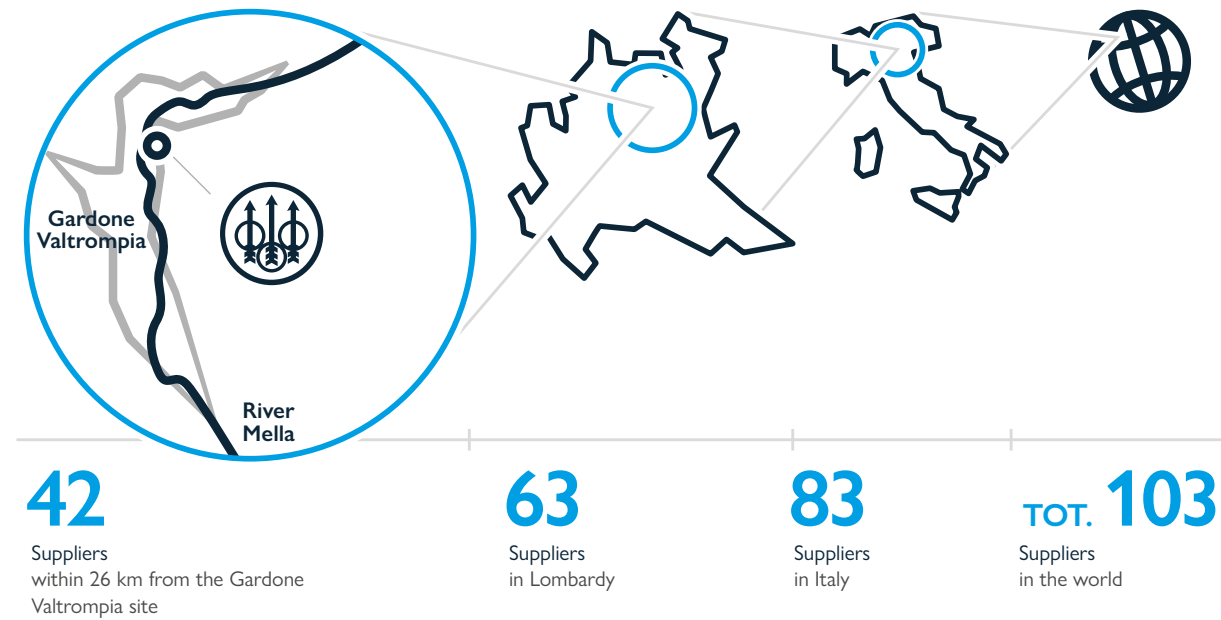 Gardone
Valtrompia
River
Mella
42
Suppliers
within 26 km from the Gardone
Valtrompia site
63
Suppliers
in Lombardy
83
Suppliers
in Italy
TOT. 103
Suppliers
in the world